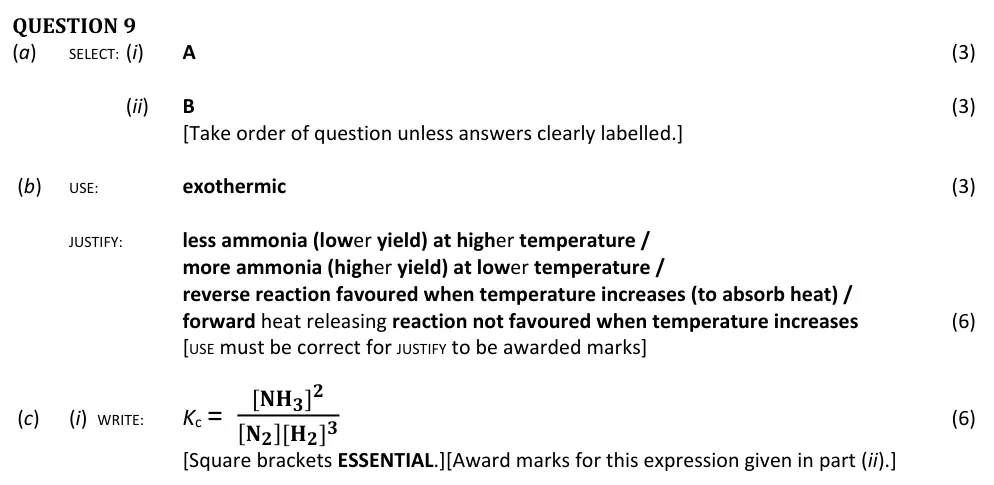 QUESTION 9
(a) SELECT: (i) A (3)
(ii) B (3)
[Take order of question unless answers clearly labelled.]
(b) USE: exothermic (3)
JUSTIFY: less ammonia (lower yield) at higher temperature /
more ammonia (higher yield) at lower temperature /
reverse reaction favoured when temperature increases (to absorb heat) /
forward heat releasing reaction not favoured when temperature increases (6)
[USE must be correct for JUSTIFY to be awarded marks]
(c) (i) WRITE: Kc = [NH3]² / [N2][H2]³ (6)
[Square brackets ESSENTIAL.][Award marks for this expression given in part (ii).]